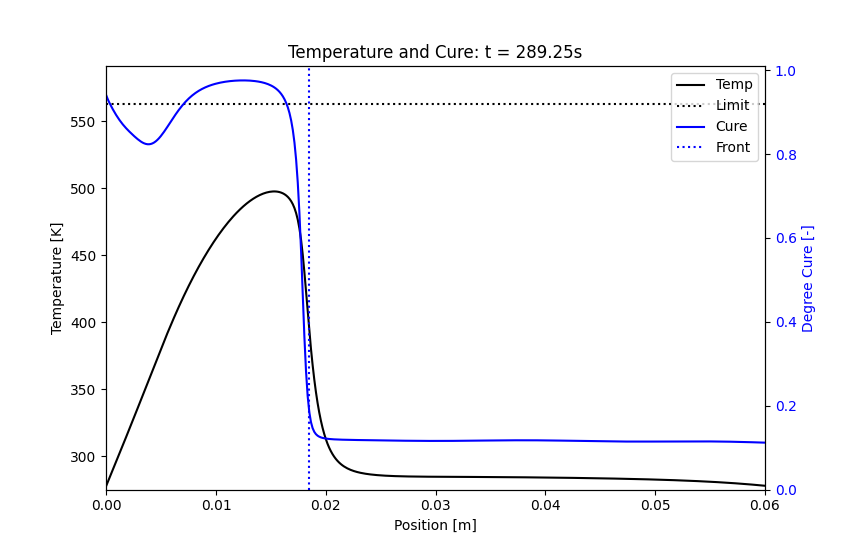 Temperature and Cure: t = 289.25s
Temp
Limit
Cure
Front
Temperature [K]
550
500
450
400
350
300
Degree Cure [-]
1.0
0.8
0.6
0.4
0.2
0.0
0.00 0.01 0.02 0.03 0.04 0.05 0.06
Position [m]